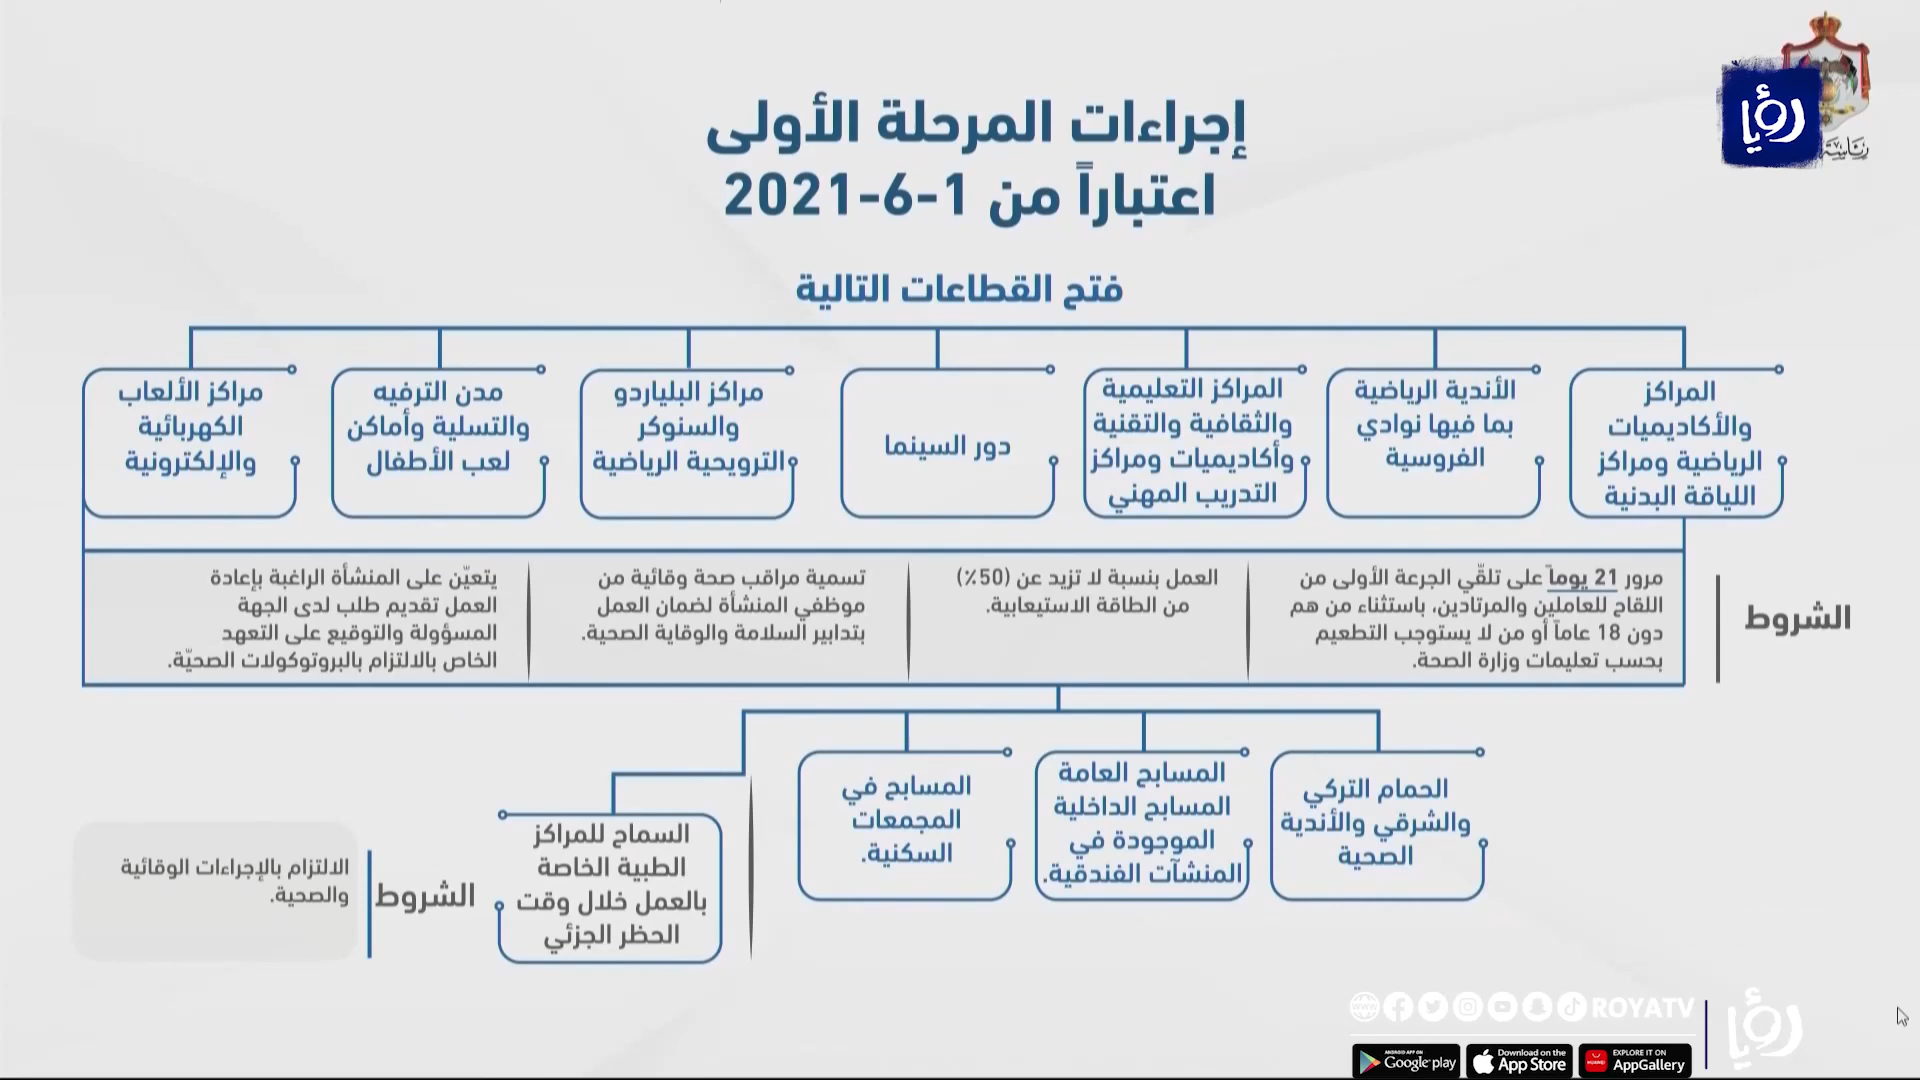 رؤيا
رئاسة
إجراءات المرحلة الأولى
اعتباراً من 1-6-2021
فتح القطاعات التالية
المراكز
والأكاديميات
الرياضية ومراكز
اللياقة البدنية
الأندية الرياضية
بما فيها نوادي
الفروسية
المراكز التعليمية
والثقافية والتقنية
وأكاديميات ومراكز
التدريب المهني
دور السينما
مراكز البلياردو
والسنوكر
الترويحية الرياضية
مدن الترفيه
والتسلية وأماكن
لعب الأطفال
مراكز الألعاب
الكهربائية
والإلكترونية
الشروط
مرور 21 يوماً على تلقّي الجرعة الأولى من
اللقاح للعاملين والمرتادين، باستثناء من هم
دون 18 عاماً أو من لا يستوجب التطعيم
بحسب تعليمات وزارة الصحة.
العمل بنسبة لا تزيد عن (50٪)
من الطاقة الاستيعابية.
تسمية مراقب صحة وقائية من
موظفي المنشأة لضمان العمل
بتدابير السلامة والوقاية الصحية.
يتعيّن على المنشأة الراغبة بإعادة
العمل تقديم طلب لدى الجهة
المسؤولة والتوقيع على التعهد
الخاص بالالتزام بالبروتوكولات الصحيّة.
الحمام التركي
والشرقي والأندية
الصحية
المسابح العامة
المسابح الداخلية
الموجودة في
المنشآت الفندقية.
المسابح في
المجمعات
السكنية.
السماح للمراكز
الطبية الخاصة
بالعمل خلال وقت
الحظر الجزئي
الشروط
الالتزام بالإجراءات الوقائية
والصحية.
www ROYATV
رؤيا
ANDROID APP ON
Google play
Download on the
App Store
HUAWEI
EXPLORE IT ON
AppGallery